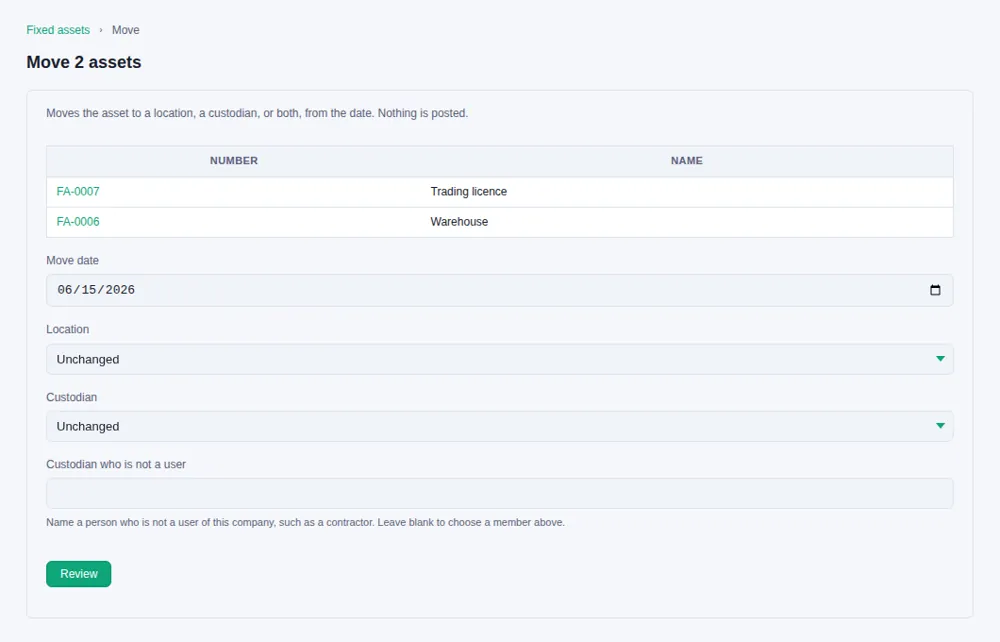 Fixed assets › Move
Move 2 assets
Moves the asset to a location, a custodian, or both, from the date. Nothing is posted.
NUMBER NAME
FA-0007 Trading licence
FA-0006 Warehouse
Move date
06/15/2026
Location
Unchanged
Custodian
Unchanged
Custodian who is not a user
Name a person who is not a user of this company, such as a contractor. Leave blank to choose a member above.
Review